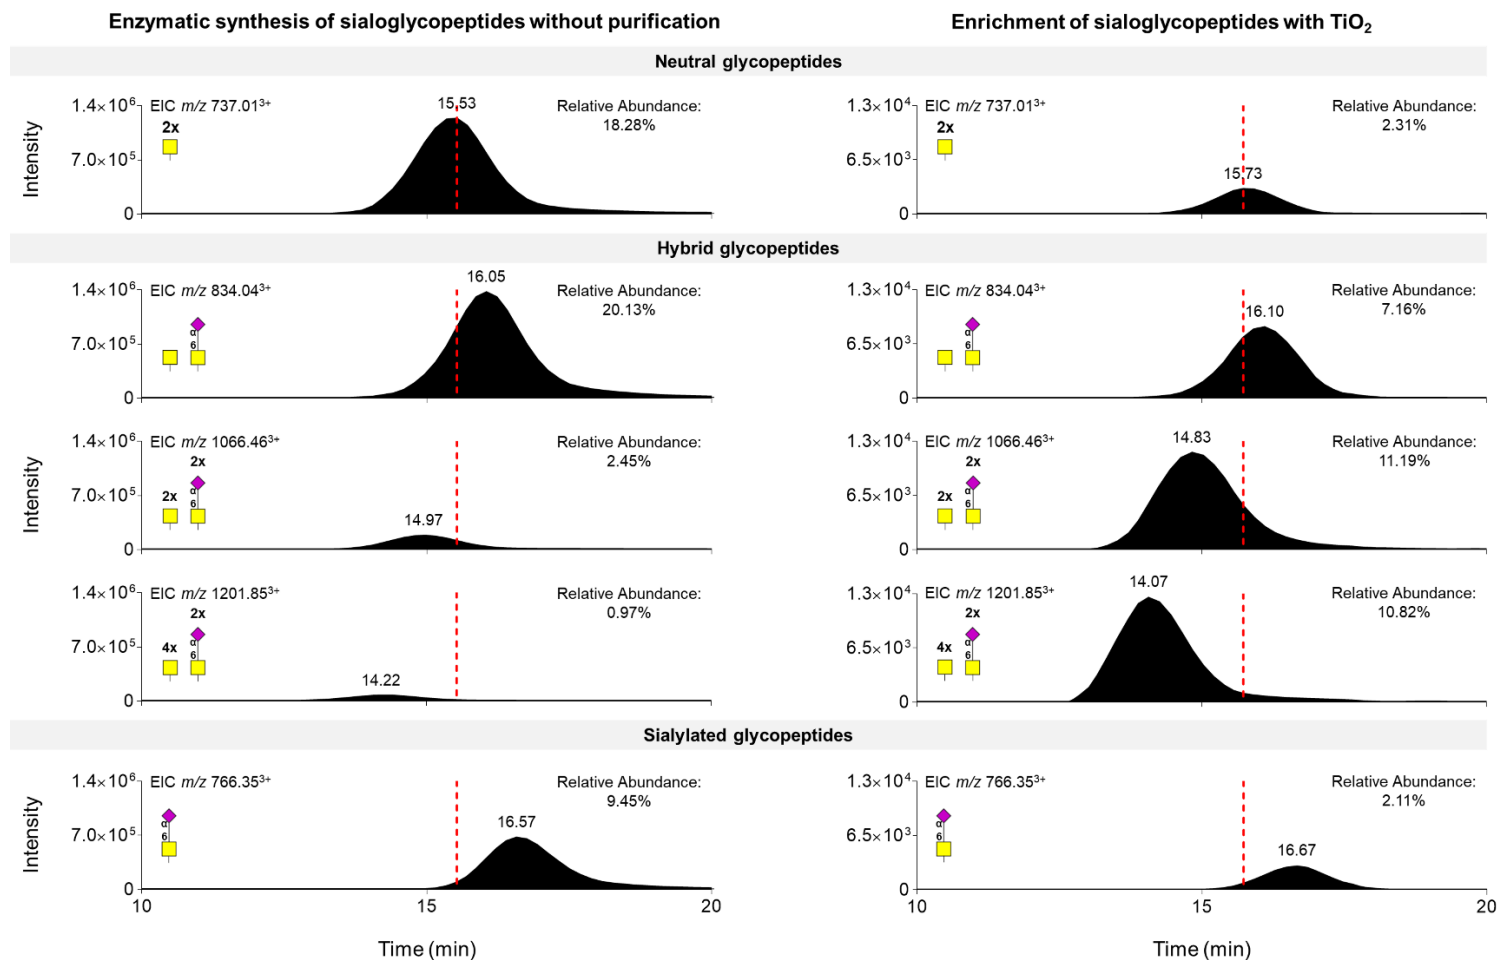 Enzymatic synthesis of sialoglycopeptides without purification
Enrichment of sialoglycopeptides with TiO₂
Neutral glycopeptides
Intensity
1.4×10⁶
7.0×10⁵
0
EIC m/z 737.01³⁺
2x
15.53
Relative Abundance:
18.28%
10
15
20
1.3×10⁴
6.5×10³
0
EIC m/z 737.01³⁺
2x
15.73
Relative Abundance:
2.31%
10
15
20
Hybrid glycopeptides
1.4×10⁶
7.0×10⁵
0
EIC m/z 834.04³⁺
α
6
16.05
Relative Abundance:
20.13%
1.3×10⁴
6.5×10³
0
EIC m/z 834.04³⁺
α
6
16.10
Relative Abundance:
7.16%
Intensity
1.4×10⁶
7.0×10⁵
0
EIC m/z 1066.46³⁺
2x
2x
α
6
14.97
Relative Abundance:
2.45%
1.3×10⁴
6.5×10³
0
EIC m/z 1066.46³⁺
2x
2x
α
6
14.83
Relative Abundance:
11.19%
1.4×10⁶
7.0×10⁵
0
EIC m/z 1201.85³⁺
2x
4x
α
6
14.22
Relative Abundance:
0.97%
1.3×10⁴
6.5×10³
0
EIC m/z 1201.85³⁺
2x
4x
α
6
14.07
Relative Abundance:
10.82%
Sialylated glycopeptides
Intensity
1.4×10⁶
7.0×10⁵
0
EIC m/z 766.35³⁺
α
6
16.57
Relative Abundance:
9.45%
10
15
20
Time (min)
1.3×10⁴
6.5×10³
0
EIC m/z 766.35³⁺
α
6
16.67
Relative Abundance:
2.11%
10
15
20
Time (min)